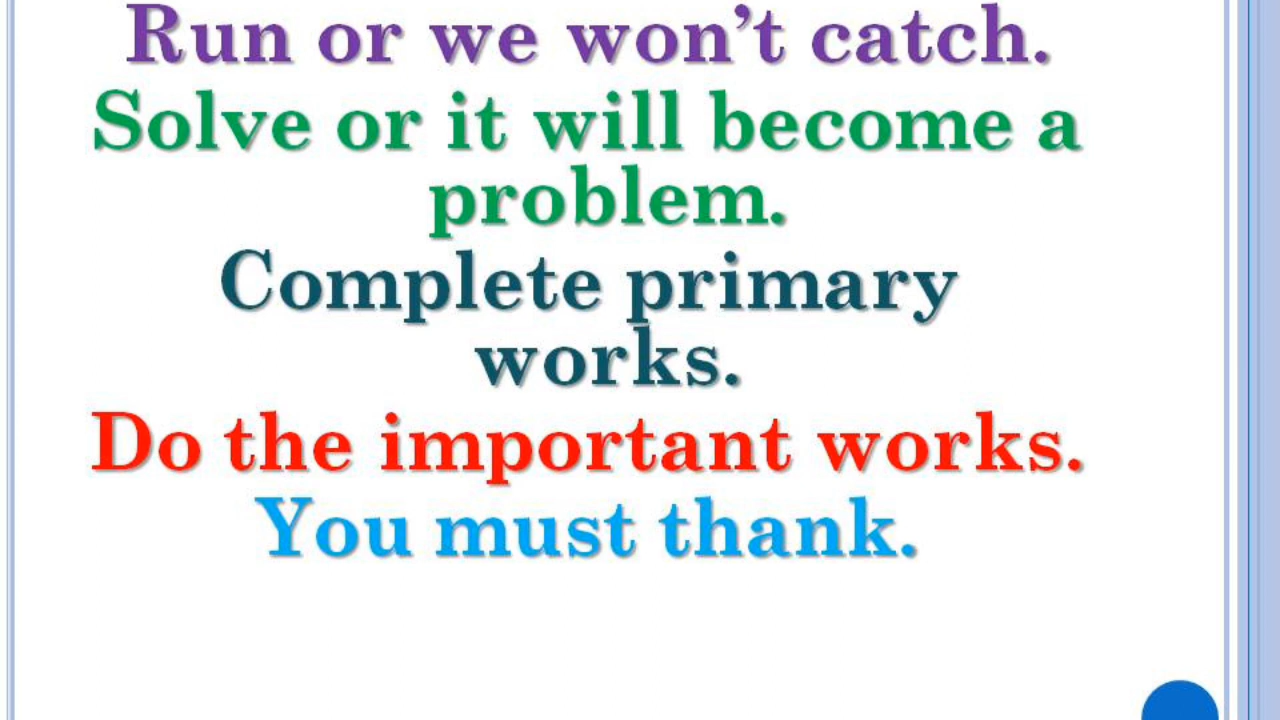 Run or we won’t catch.
Solve or it will become a
problem.
Complete primary
works.
Do the important works.
You must thank.